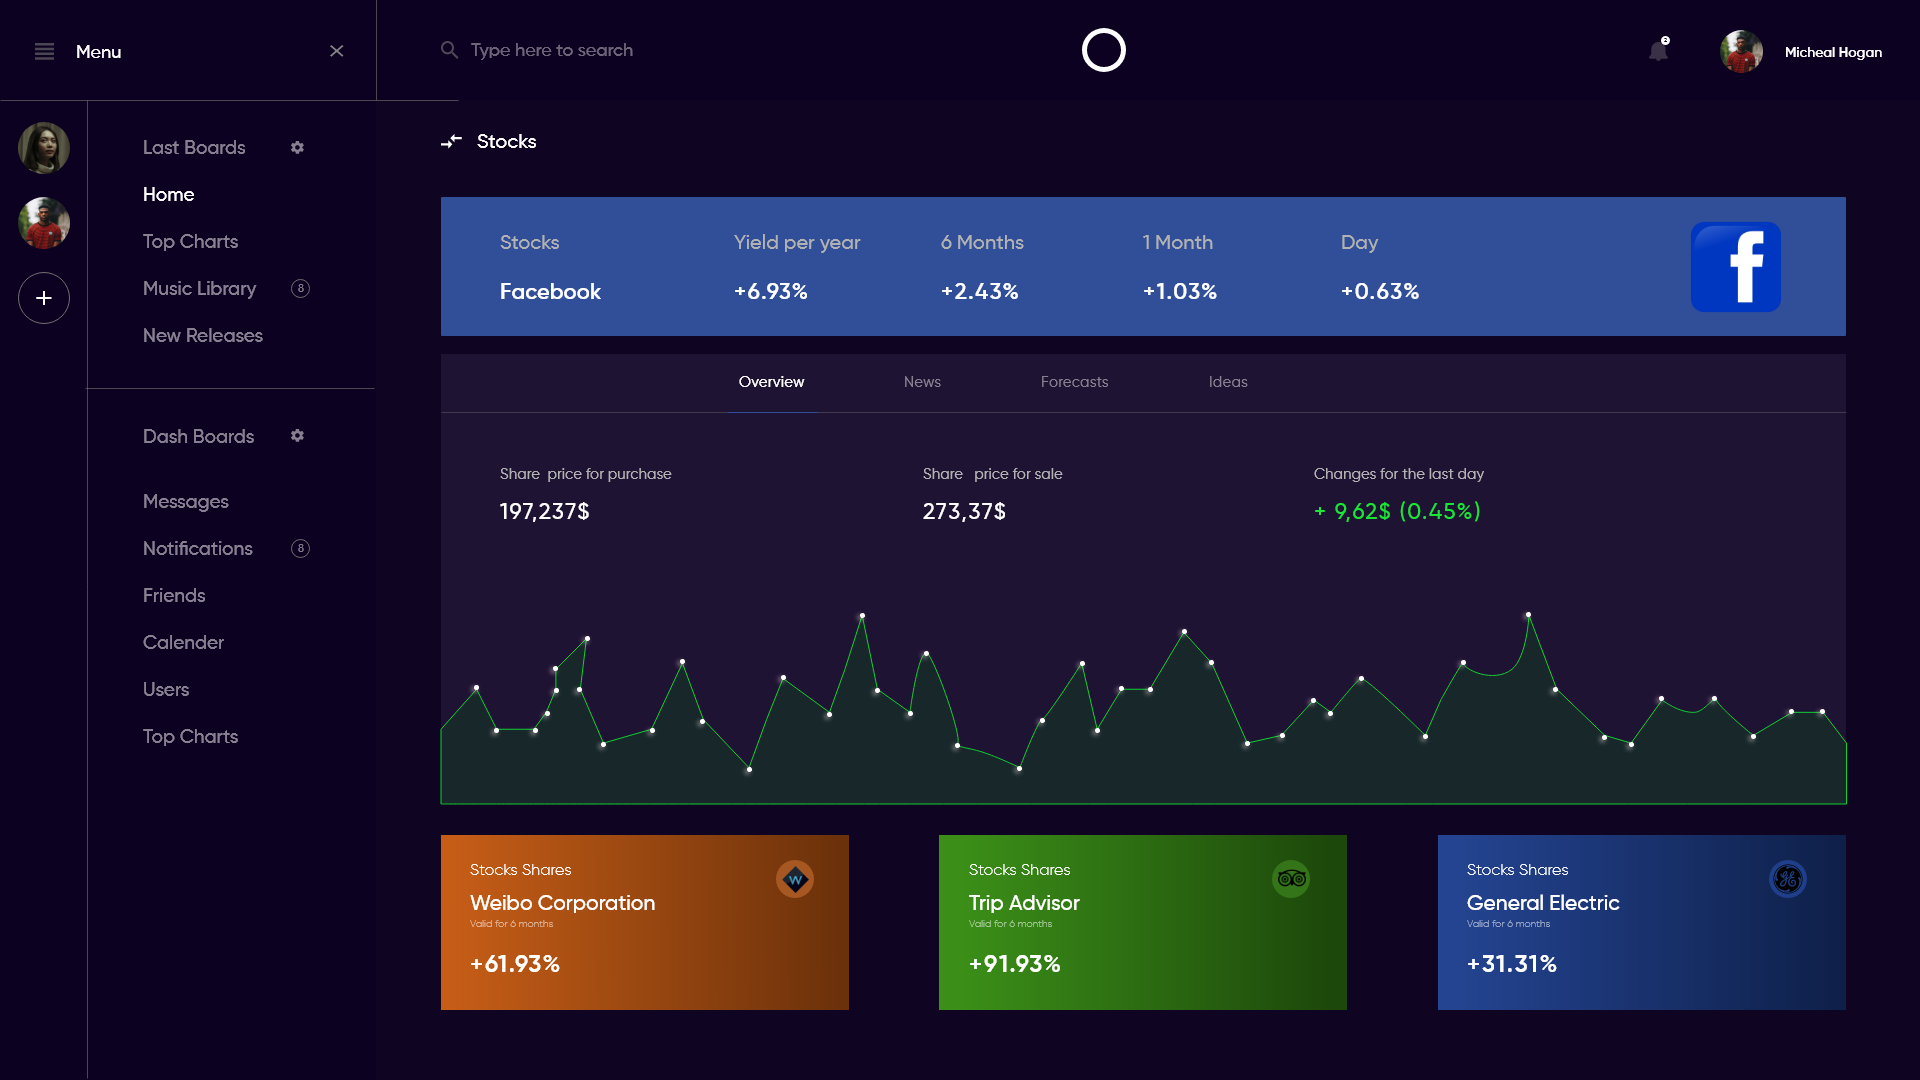 Menu
Type here to search
2
Micheal Hogan
Last Boards
Home
Top Charts
Music Library 8
New Releases
Dash Boards
Messages
Notifications 8
Friends
Calender
Users
Top Charts
Stocks
Stocks Yield per year 6 Months 1 Month Day
Facebook +6.93% +2.43% +1.03% +0.63%
f
Overview News Forecasts Ideas
Share price for purchase Share price for sale Changes for the last day
197,237$ 273,37$ + 9,62$ (0.45%)
Stocks Shares
Weibo Corporation
Valid for 6 months
+61.93%
W
Stocks Shares
Trip Advisor
Valid for 6 months
+91.93%
Stocks Shares
General Electric
Valid for 6 months
+31.31%
GE